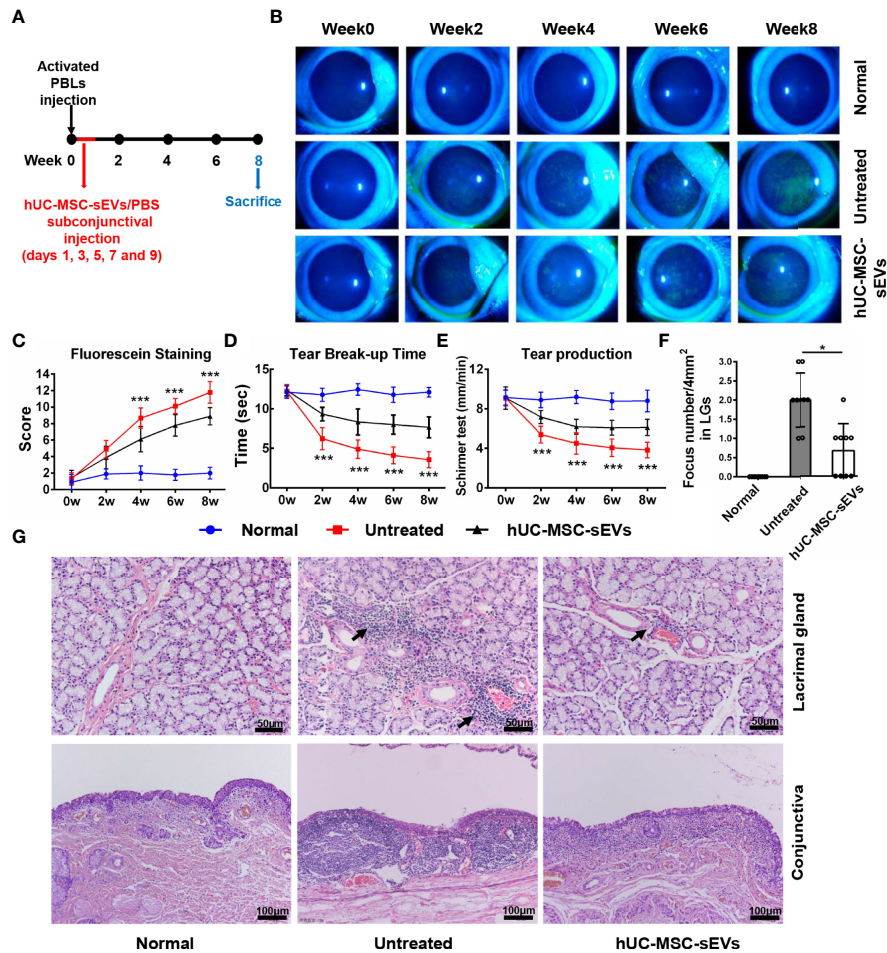 A
Activated
PBLs
injection
Week 0 2 4 6 8
hUC-MSC-sEVs/PBS
subconjunctival
injection
(days 1, 3, 5, 7 and 9)
Sacrifice
B
Week0 Week2 Week4 Week6 Week8
Normal
Untreated
hUC-MSC-
sEVs
C
Fluorescein Staining
Score
14
12
10
8
6
4
2
0
0w 2w 4w 6w 8w
*** *** ***
D
Tear Break-up Time
Time (sec)
15
10
5
0
0w 2w 4w 6w 8w
*** *** *** ***
E
Tear production
Schirmer test (mm/min)
12
8
4
0
0w 2w 4w 6w 8w
*** *** *** ***
F
Focus number/4mm2
in LGs
3.0
2.5
2.0
1.5
1.0
0.5
0.0
*
Normal
Untreated
hUC-MSC-sEVs
Normal Untreated hUC-MSC-sEVs
G
50μm
50μm
50μm
Lacrimal gland
100μm
100μm
100μm
Conjunctiva
Normal Untreated hUC-MSC-sEVs